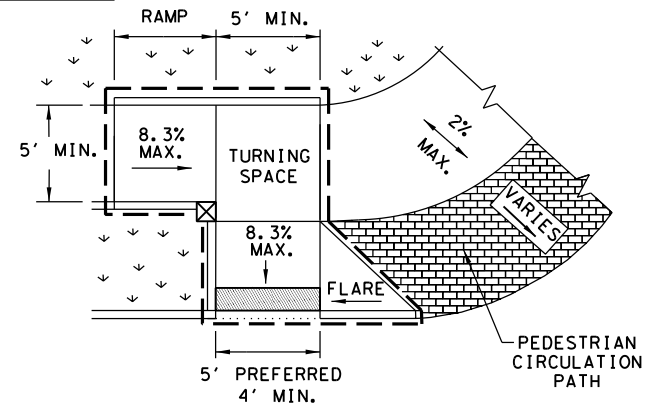 RAMP
5' MIN.
5' MIN.
8.3%
MAX.
TURNING
SPACE
2%
MAX.
VARIES
8.3%
MAX.
FLARE
PEDESTRIAN
CIRCULATION
PATH
5' PREFERRED
4' MIN.